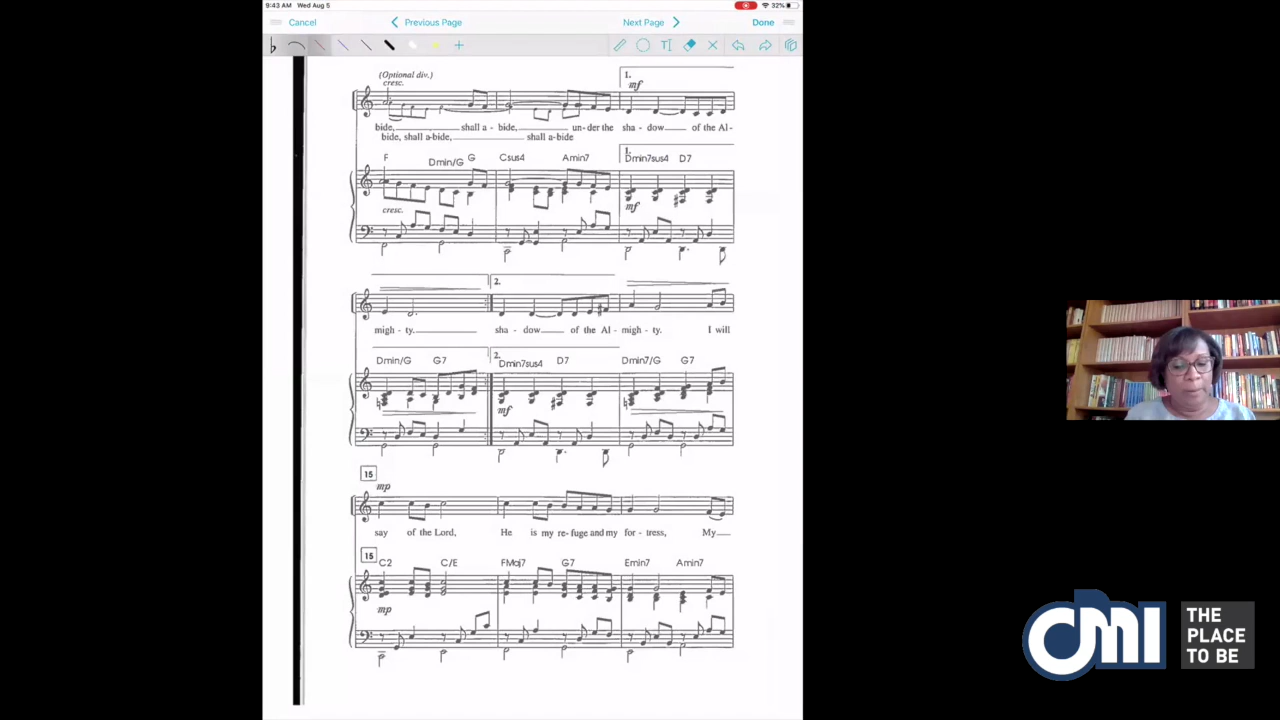 9:43 AM Wed Aug 5
32%
Cancel
Previous Page
Next Page
Done
(Optional div.)
cresc.
1.
mf
bide, shall a - bide, un - der the sha - dow of the Al -
bide, shall a-bide, shall a-bide
1.
F Dmin/G G Csus4 Amin7 Dmin7sus4 D7
cresc.
mf
2.
migh - ty. sha - dow of the Al - migh - ty. I will
2.
Dmin/G G7 Dmin7sus4 D7 Dmin7/G G7
mf
15
mp
say of the Lord, He is my re - fuge and my for - tress, My
15
C2 C/E FMaj7 G7 Emin7 Amin7
mp
CMI
THE
PLACE
TO BE